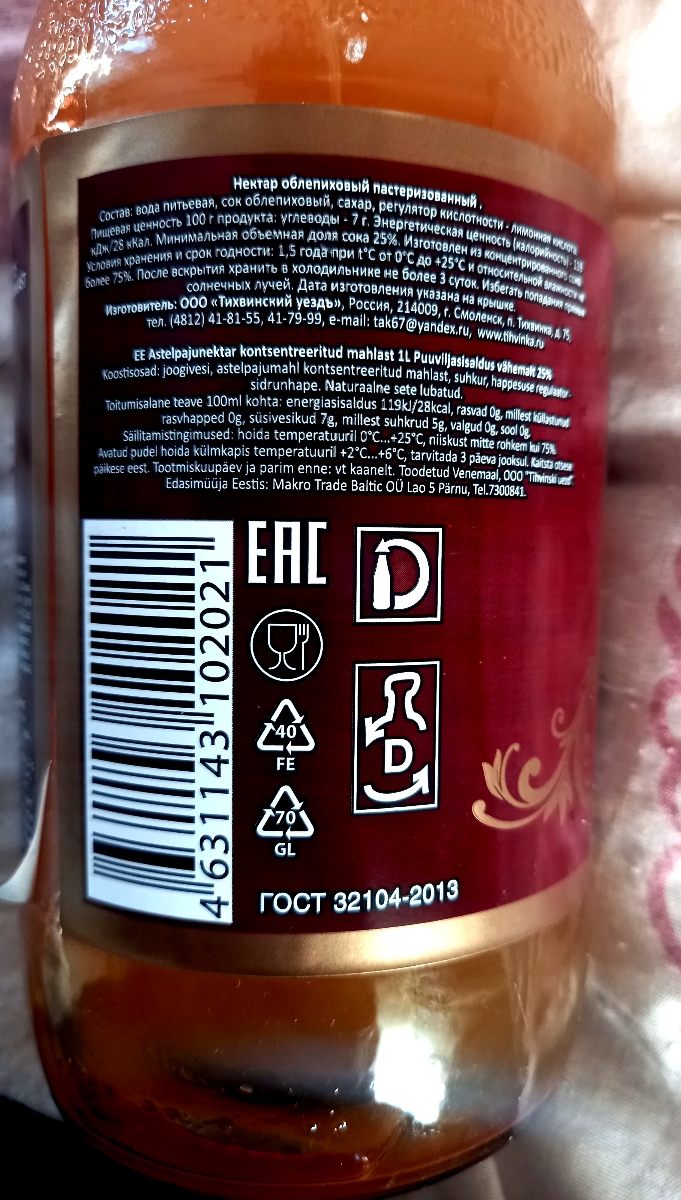 Нектар облепиховый пастеризованный .
Состав: вода питьевая, сок облепиховый, сахар, регулятор кислотности - лимонная кислота.
Пищевая ценность 100 г продукта: углеводы - 7 г. Энергетическая ценность (калорийность) - 119
кДж/28 кКал. Минимальная объемная доля сока 25%. Изготовлен из концентрированного сока.
Условия хранения и срок годности: 1,5 года при t°C от 0°C до +25°C и относительной влажности не
более 75%. После вскрытия хранить в холодильнике не более 3 суток. Избегать попадания прямых
солнечных лучей. Дата изготовления указана на крышке.
Изготовитель: ООО «Тихвинский уездъ», Россия, 214009, г. Смоленск, п. Тихвинка, д. 75,
тел. (4812) 41-81-55, 41-79-99, e-mail: tak67@yandex.ru, www.tihvinka.ru
EE Astelpajunektar kontsentreeritud mahlast 1L Puuviljasisaldus vähemalt 25%
Koostisosad: joogivesi, astelpajumahl kontsentreeritud mahlast, suhkur, happesuse regulaator -
sidrunhape. Naturaalne sete lubatud.
Toitumisalane teave 100ml kohta: energiasisaldus 119kJ/28kcal, rasvad 0g, millest küllastunud
rasvhapped 0g, süsivesikud 7g, millest suhkrud 5g, valgud 0g, sool 0g.
Säilitamistingimused: hoida temperatuuril 0°C...+25°C, niiskust mitte rohkem kui 75%.
Avatud pudel hoida külmkapis temperatuuril +2°C...+6°C, tarvitada 3 päeva jooksul. Kaitsta otsese
päikese eest. Tootmiskuupäev ja parim enne: vt kaanelt. Toodetud Venemaal, OOO "Tihvinski uezd"
Edasimüüja Eestis: Makro Trade Baltic OÜ Lao 5 Pärnu, Tel.7300841.
EAC
D
40
FE
D
70
GL
4 631143 102021
ГОСТ 32104-2013